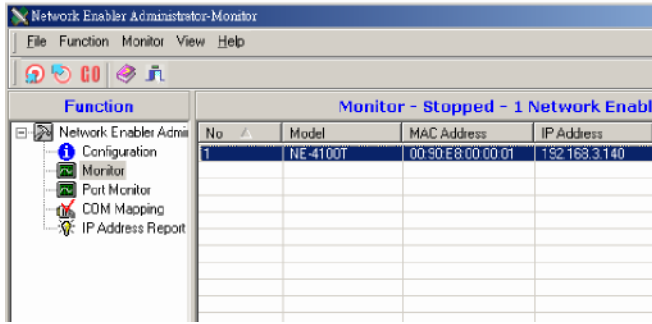 Network Enabler Administrator-Monitor
File Function Monitor View Help
GO
Function
Monitor - Stopped - 1 Network Enabl
Network Enabler Admi
No Model MAC Address IP Address
Configuration
1 NE-4100T 00:90:E8:00:00:01 192.168.3.140
Monitor
Port Monitor
COM Mapping
IP Address Report